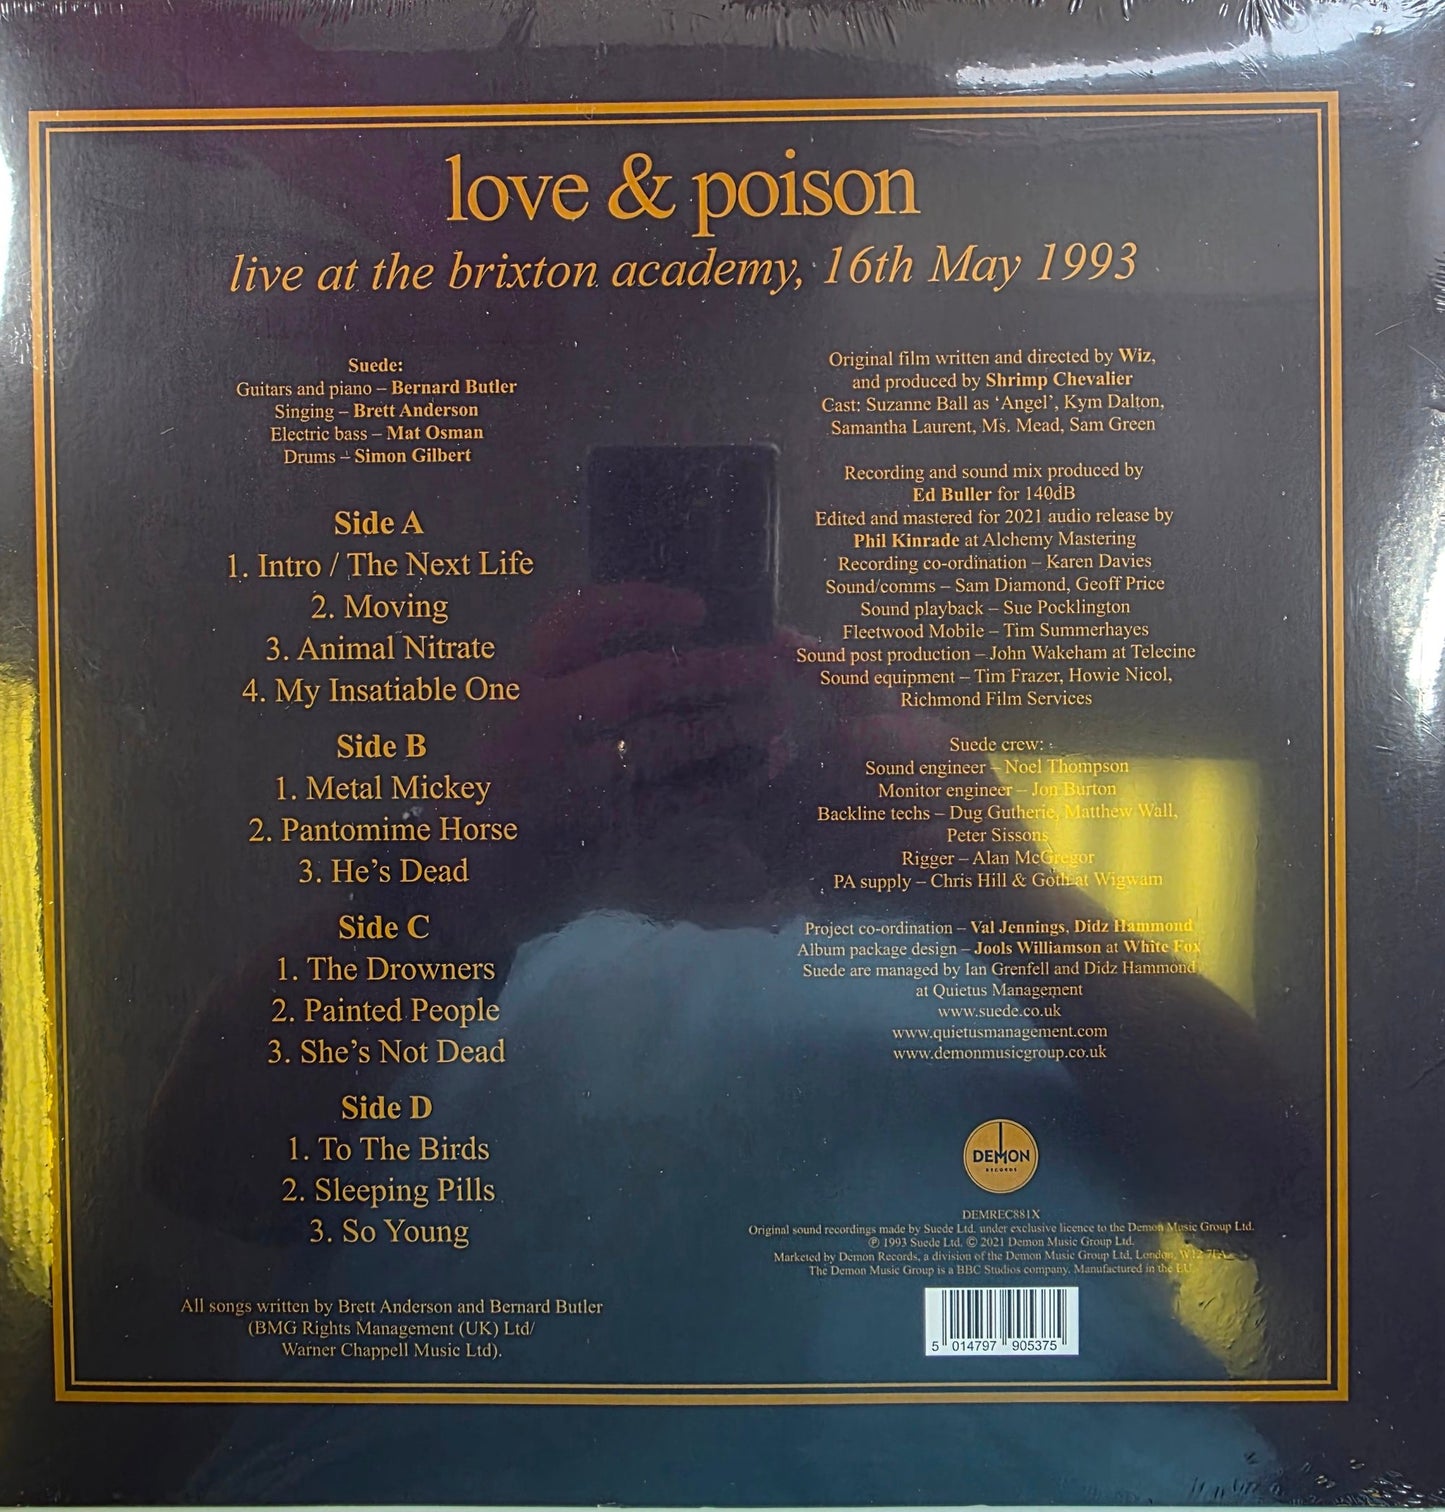 love & poison
live at the brixton academy, 16th May 1993
Suede:
Guitars and piano – Bernard Butler
Singing – Brett Anderson
Electric bass – Mat Osman
Drums – Simon Gilbert
Side A
1. Intro / The Next Life
2. Moving
3. Animal Nitrate
4. My Insatiable One
Side B
1. Metal Mickey
2. Pantomime Horse
3. He’s Dead
Side C
1. The Drowners
2. Painted People
3. She’s Not Dead
Side D
1. To The Birds
2. Sleeping Pills
3. So Young
All songs written by Brett Anderson and Bernard Butler
(BMG Rights Management (UK) Ltd/
Warner Chappell Music Ltd).
Original film written and directed by Wiz,
and produced by Shrimp Chevalier
Cast: Suzanne Ball as ‘Angel’, Kym Dalton,
Samantha Laurent, Ms. Mead, Sam Green
Recording and sound mix produced by
Ed Buller for 140dB
Edited and mastered for 2021 audio release by
Phil Kinrade at Alchemy Mastering
Recording co-ordination – Karen Davies
Sound/comms – Sam Diamond, Geoff Price
Sound playback – Sue Pocklington
Fleetwood Mobile – Tim Summerhayes
Sound post production – John Wakeham at Telecine
Sound equipment – Tim Frazer, Howie Nicol,
Richmond Film Services
Suede crew:
Sound engineer – Noel Thompson
Monitor engineer – Jon Burton
Backline techs – Dug Gutherie, Matthew Wall,
Peter Sissons
Rigger – Alan McGregor
PA supply – Chris Hill & Goth at Wigwam
Project co-ordination – Val Jennings, Didz Hammond
Album package design – Jools Williamson at White Fox
Suede are managed by Ian Grenfell and Didz Hammond
at Quietus Management
www.suede.co.uk
www.quietusmanagement.com
www.demonmusicgroup.co.uk
DEMON
RECORDS
DEMREC881X
Original sound recordings made by Suede Ltd. under exclusive licence to the Demon Music Group Ltd.
℗ 1993 Suede Ltd. © 2021 Demon Music Group Ltd.
Marketed by Demon Records, a division of the Demon Music Group Ltd, London, W12 7FA
The Demon Music Group is a BBC Studios company. Manufactured in the EU.
5 014797 905375